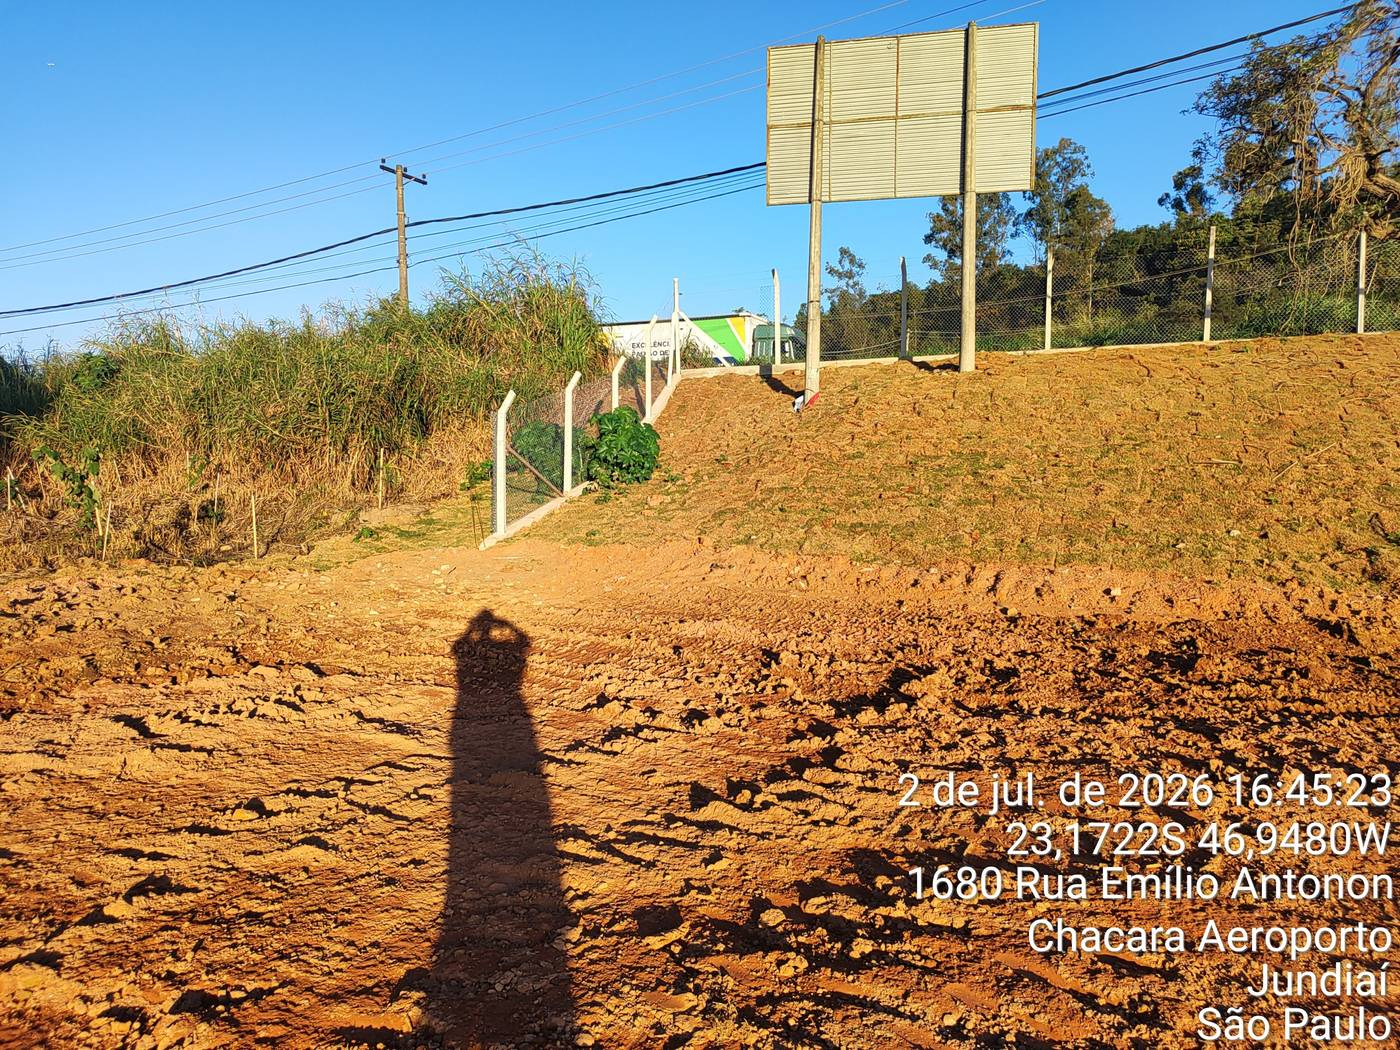 EXCELÊNCI
2 de jul. de 2026 16:45:23
23,1722S 46,9480W
1680 Rua Emílio Antonon
Chacara Aeroporto
Jundiaí
São Paulo